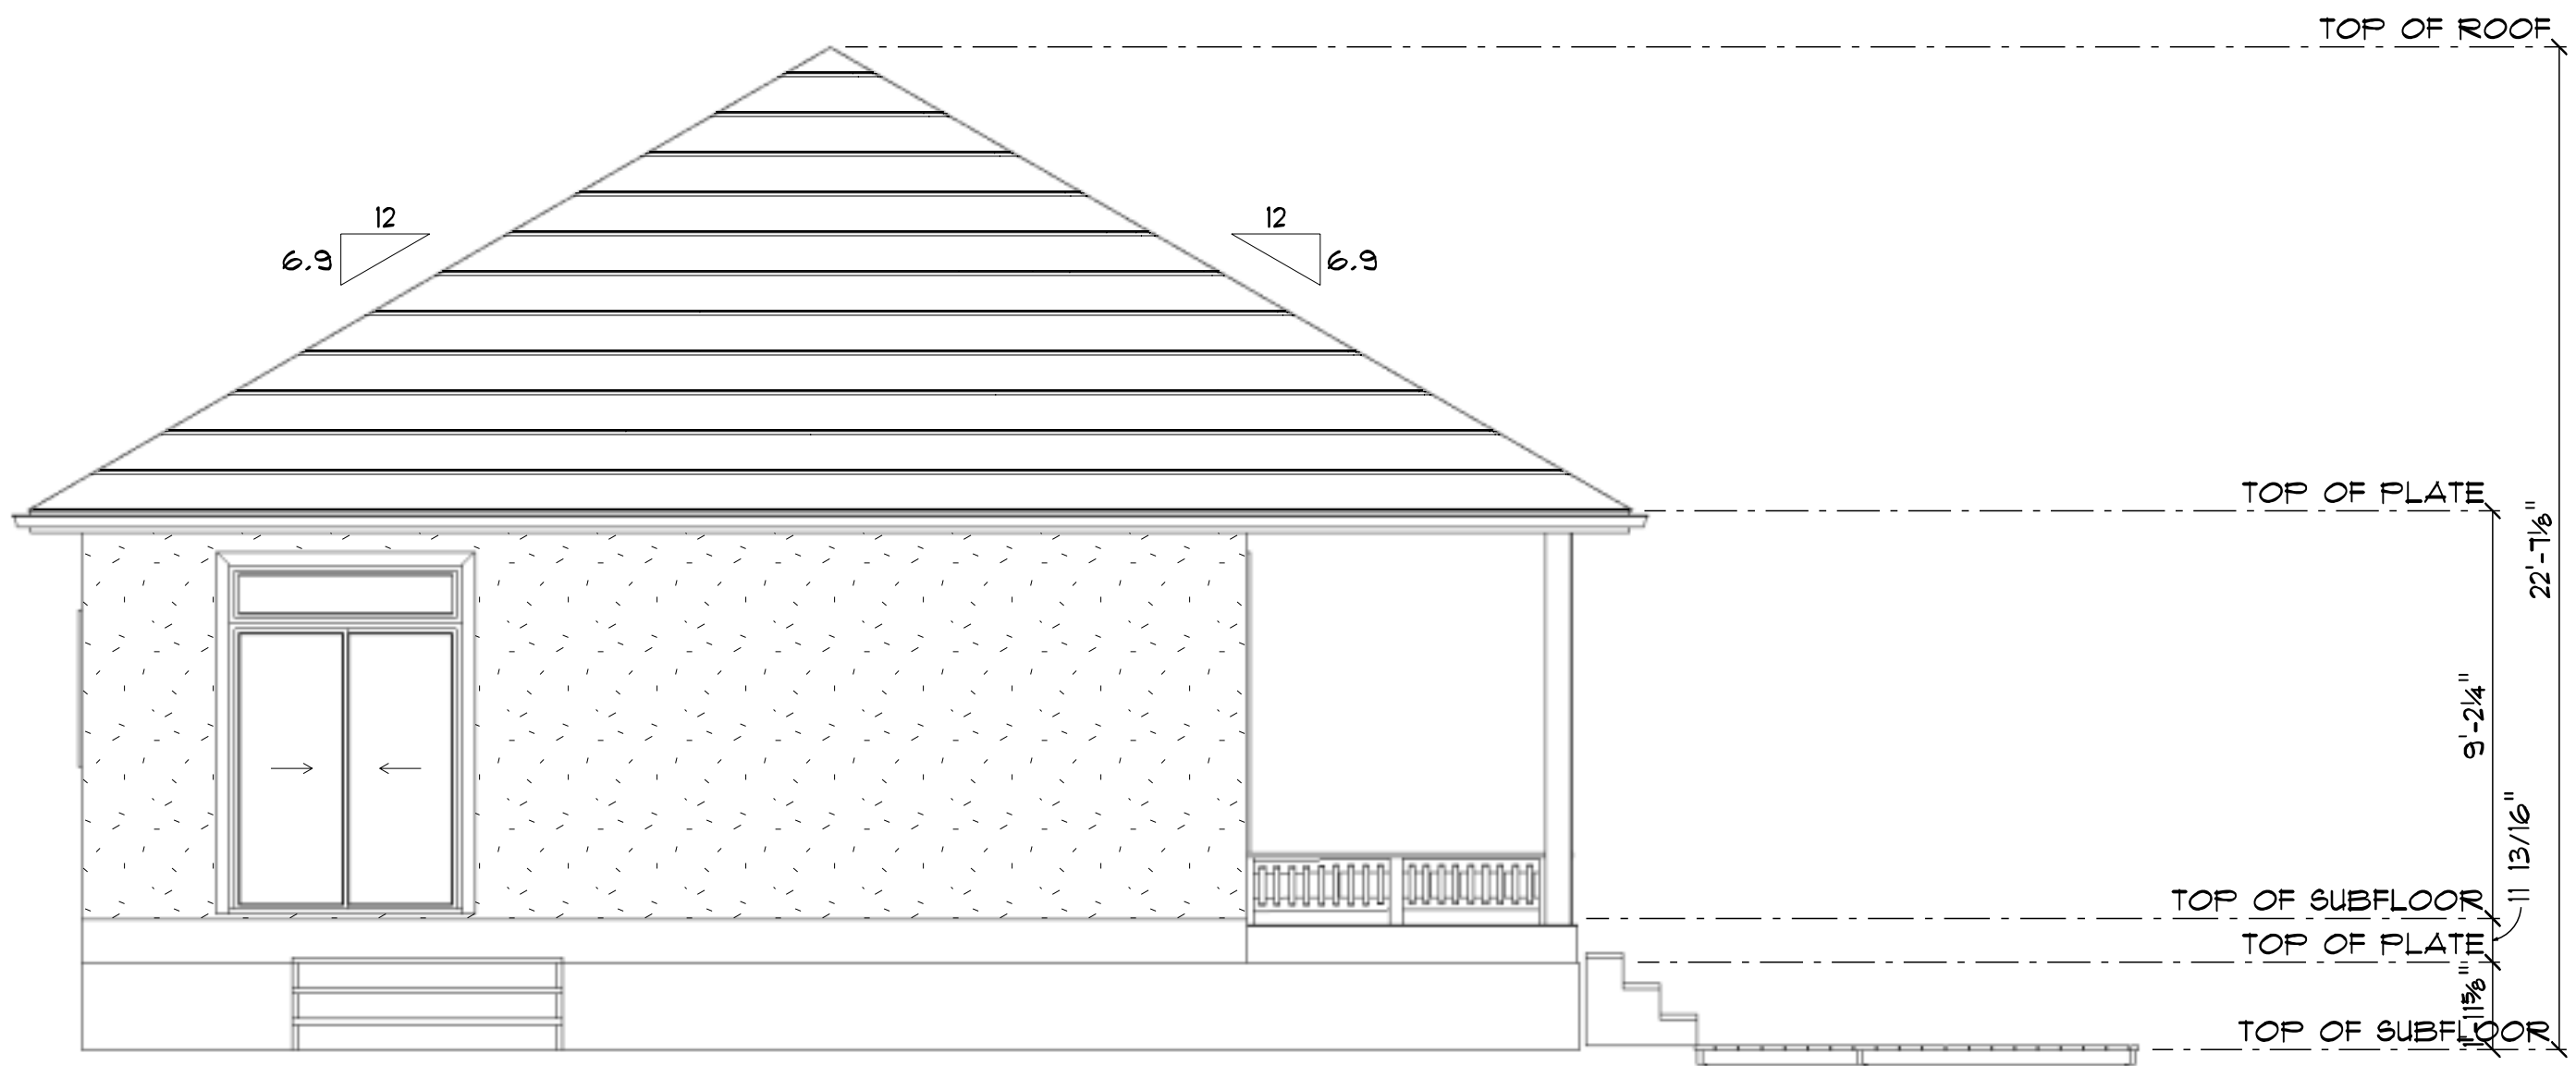 TOP OF ROOF
12
6.9
12
6.9
TOP OF PLATE
22'-7⅛"
9'-2¼"
11 13/16"
TOP OF SUBFLOOR
TOP OF PLATE
1'-11⅝"
TOP OF SUBFLOOR